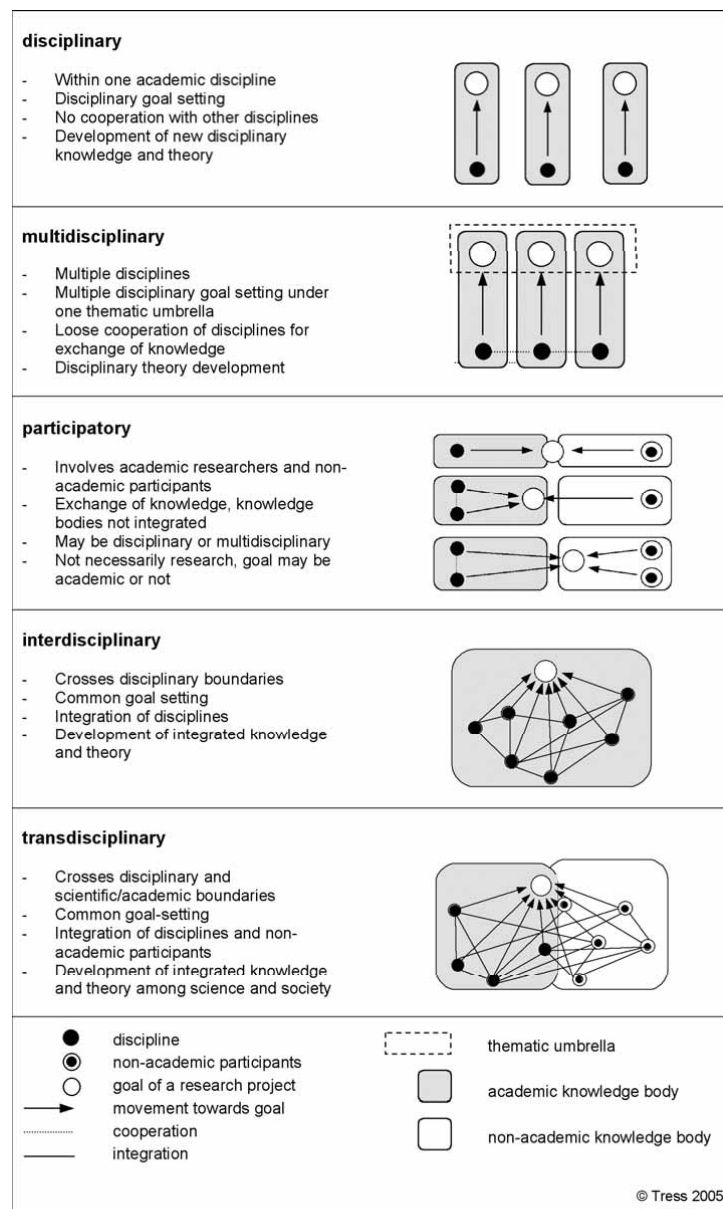 disciplinary
- Within one academic discipline
- Disciplinary goal setting
- No cooperation with other disciplines
- Development of new disciplinary
knowledge and theory
multidisciplinary
- Multiple disciplines
- Multiple disciplinary goal setting under
one thematic umbrella
- Loose cooperation of disciplines for
exchange of knowledge
- Disciplinary theory development
participatory
- Involves academic researchers and non-
academic participants
- Exchange of knowledge, knowledge
bodies not integrated
- May be disciplinary or multidisciplinary
- Not necessarily research, goal may be
academic or not
interdisciplinary
- Crosses disciplinary boundaries
- Common goal setting
- Integration of disciplines
- Development of integrated knowledge
and theory
transdisciplinary
- Crosses disciplinary and
scientific/academic boundaries
- Common goal-setting
- Integration of disciplines and non-
academic participants
- Development of integrated knowledge
and theory among science and society
discipline
non-academic participants
goal of a research project
movement towards goal
cooperation
integration
thematic umbrella
academic knowledge body
non-academic knowledge body
© Tress 2005